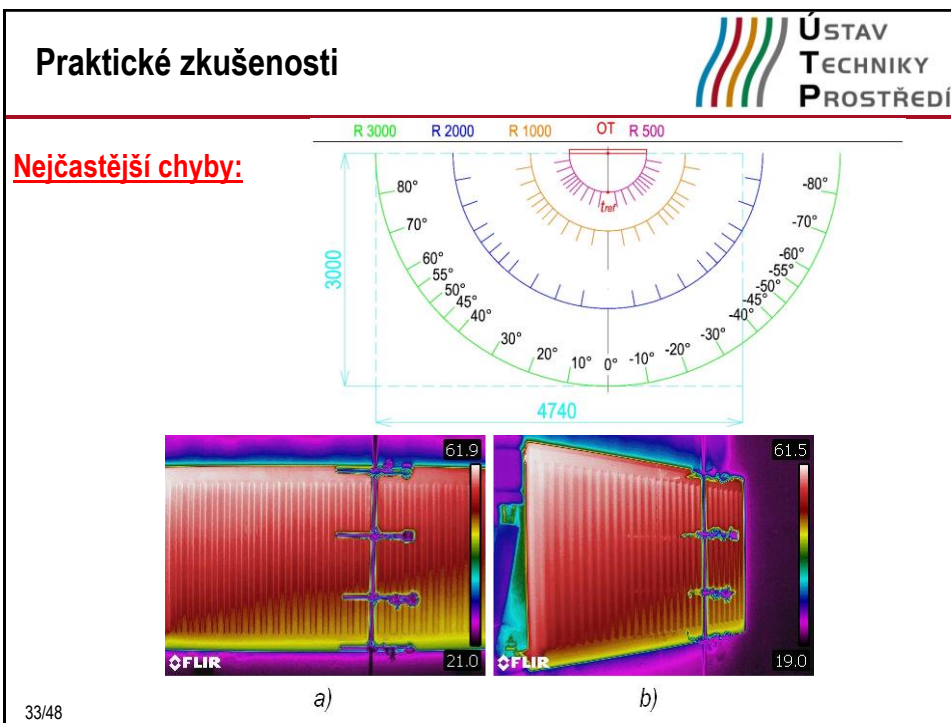 Praktické zkušenosti
ÚSTAV
TECHNIKY
PROSTŘEDÍ
Nejčastější chyby:
R 3000 R 2000 R 1000 OT R 500
tref
80° -80°
70° -70°
60° -60°
55° -55°
50° -50°
45° -45°
40° -40°
30° -30°
20° 10° 0° -10° -20°
3000
4740
61.9 61.5
FLIR 21.0 FLIR 19.0
a) b)
33/48